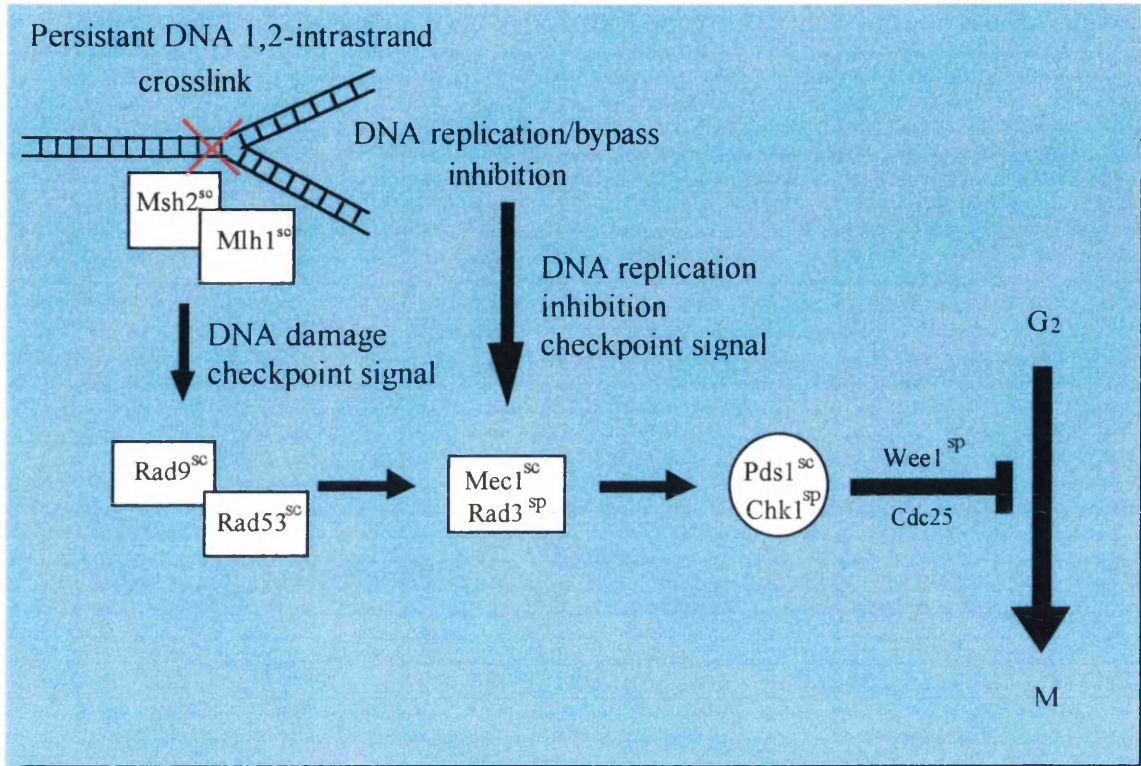 Persistant DNA 1,2-intrastrand
crosslink
DNA replication/bypass
inhibition
Msh2sc
Mlh1sc
DNA replication
inhibition
checkpoint signal
DNA damage
checkpoint signal
G2
Rad9sc
Rad53sc
Mec1sc
Rad3sp
Pds1sc
Chk1sp
Wee1sp
Cdc25
M